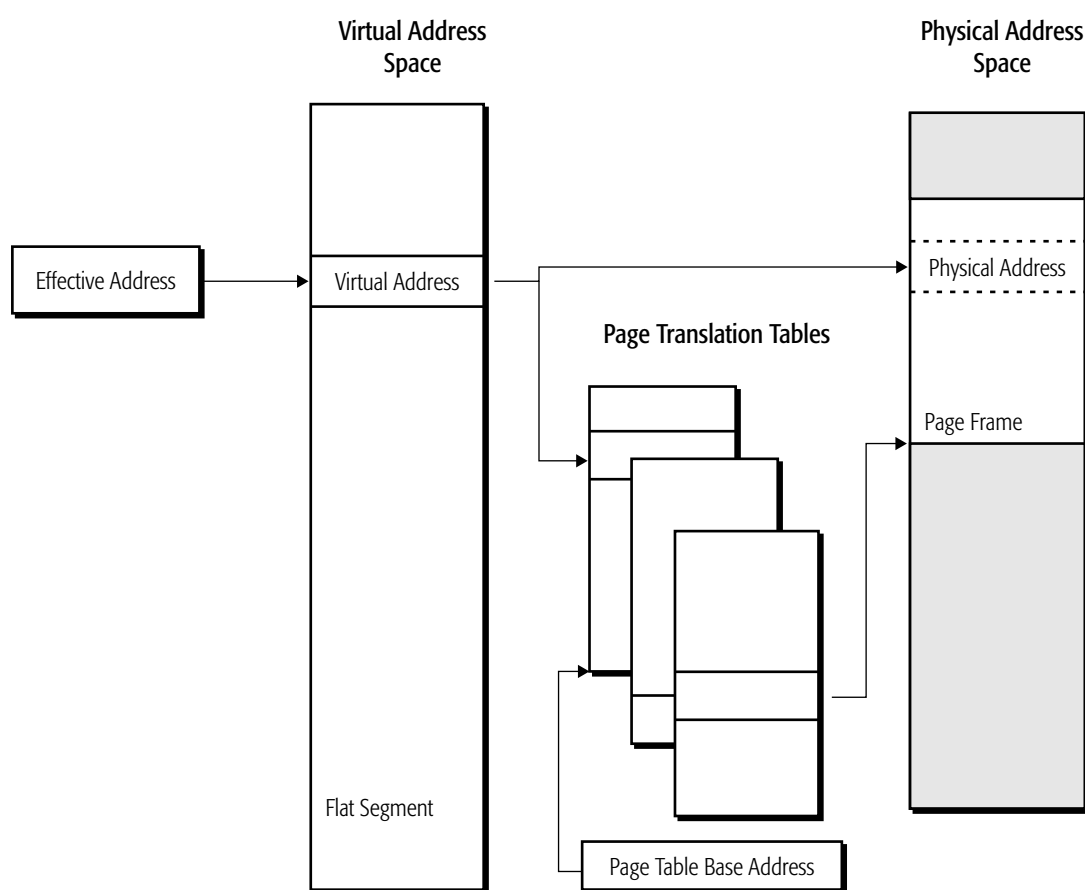 Virtual Address
Space
Physical Address
Space
Effective Address
Virtual Address
Physical Address
Page Translation Tables
Page Frame
Flat Segment
Page Table Base Address